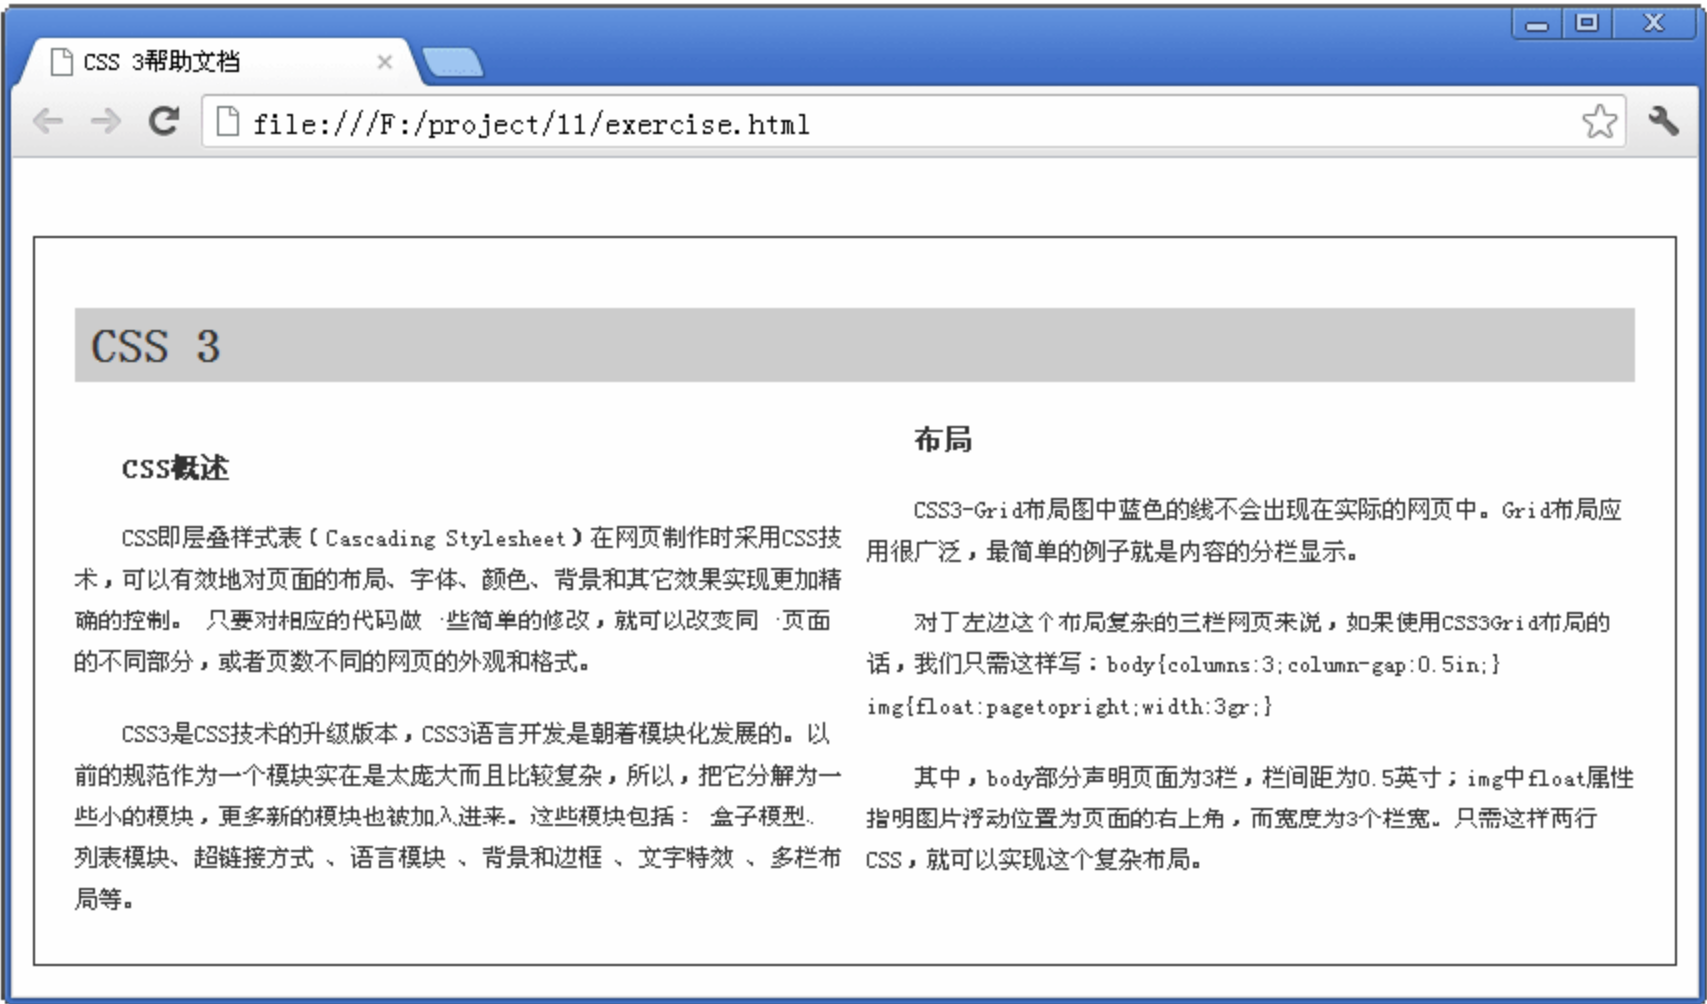 CSS 3帮助文档
file:///F:/project/11/exercise.html
CSS 3
CSS概述
CSS即层叠样式表(Cascading Stylesheet)在网页制作时采用CSS技
术,可以有效地对页面的布局、字体、颜色、背景和其它效果实现更加精
确的控制。 只要对相应的代码做一些简单的修改,就可以改变同一页面
的不同部分,或者页数不同的网页的外观和格式。
CSS3是CSS技术的升级版本,CSS3语言开发是朝着模块化发展的。以
前的规范作为一个模块实在是太庞大而且比较复杂,所以,把它分解为一
些小的模块,更多新的模块也被加入进来。这些模块包括: 盒子模型、
列表模块、超链接方式 、语言模块 、背景和边框 、文字特效 、多栏布
局等。
布局
CSS3-Grid布局图中蓝色的线不会出现在实际的网页中。Grid布局应
用很广泛,最简单的例子就是内容的分栏显示。
对于左边这个布局复杂的三栏网页来说,如果使用CSS3Grid布局的
话,我们只需这样写:body{columns:3;column-gap:0.5in;}
img{float:pagetopright;width:3gr;}
其中,body部分声明页面为3栏,栏间距为0.5英寸;img中float属性
指明图片浮动位置为页面的右上角,而宽度为3个栏宽。只需这样两行
CSS,就可以实现这个复杂布局。